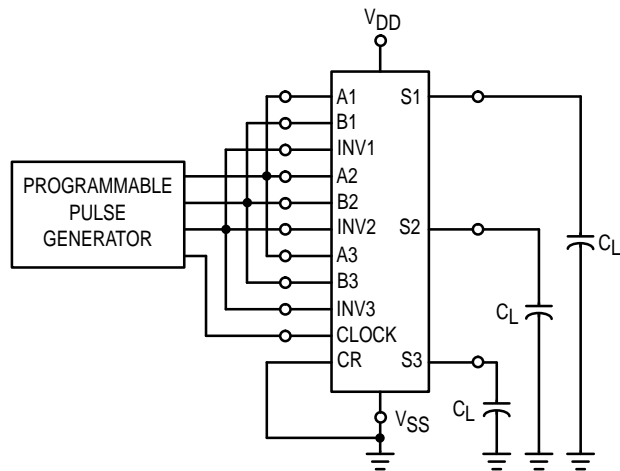 VDD
A1
S1
B1
INV1
PROGRAMMABLE
PULSE
GENERATOR
A2
B2
INV2
S2
A3
CL
B3
INV3
CL
CLOCK
CR
S3
CL
VSS